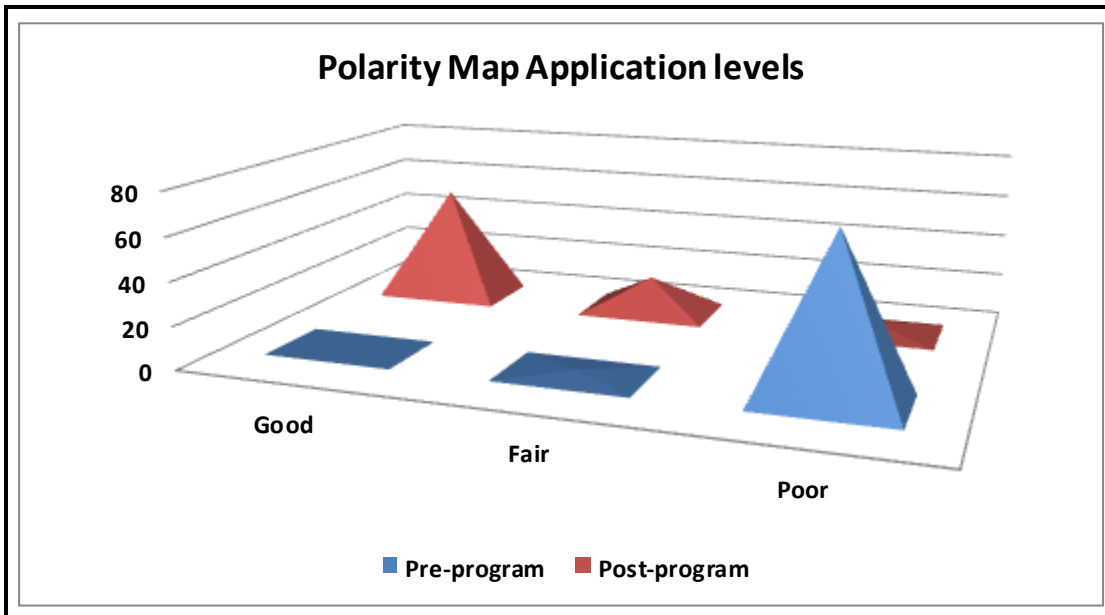 Polarity Map Application levels
80
60
40
20
0
Good
Fair
Poor
Pre-program Post-program